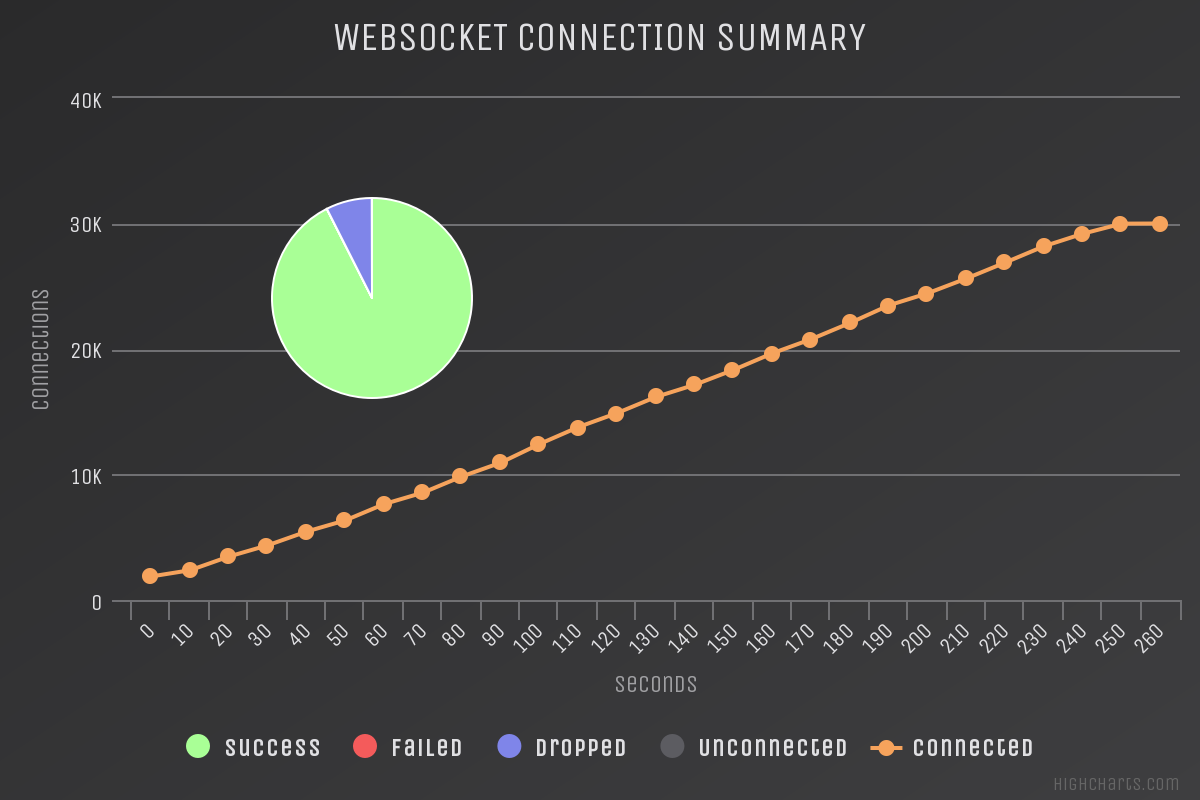 WEBSOCKET CONNECTION SUMMARY
40K
30K
20K
10K
0
connections
0 10 20 30 40 50 60 70 80 90 100 110 120 130 140 150 160 170 180 190 200 210 220 230 240 250 260
seconds
success failed dropped unconnected connected
Highcharts.com